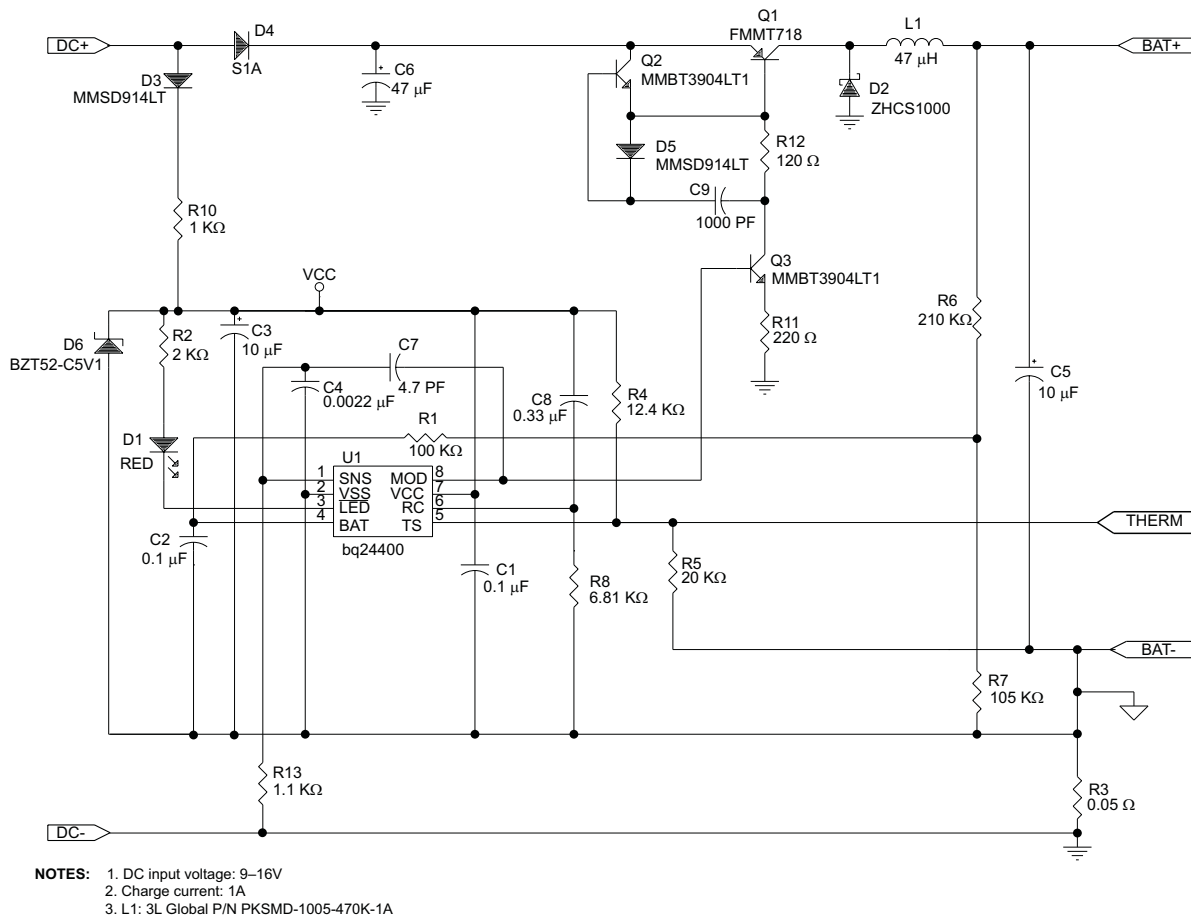 DC+
D4
S1A
D3
MMSD914LT
C6
+
47 µF
Q1
FMMT718
Q2
MMBT3904LT1
L1
47 µH
BAT+
D2
ZHCS1000
D5
MMSD914LT
R12
120 Ω
C9
1000 PF
R10
1 KΩ
Q3
MMBT3904LT1
VCC
R6
210 KΩ
R11
220 Ω
D6
BZT52-C5V1
R2
2 KΩ
+
C3
10 µF
C7
4.7 PF
C4
0.0022 µF
C8
0.33 µF
R4
12.4 KΩ
+
C5
10 µF
R1
100 KΩ
D1
RED
U1
1 SNS MOD 8
2 VSS VCC 7
3 LED RC 6
4 BAT TS 5
bq24400
THERM
C2
0.1 µF
C1
0.1 µF
R8
6.81 KΩ
R5
20 KΩ
BAT-
R7
105 KΩ
R13
1.1 KΩ
R3
0.05 Ω
DC-
NOTES: 1. DC input voltage: 9–16V
2. Charge current: 1A
3. L1: 3L Global P/N PKSMD-1005-470K-1A